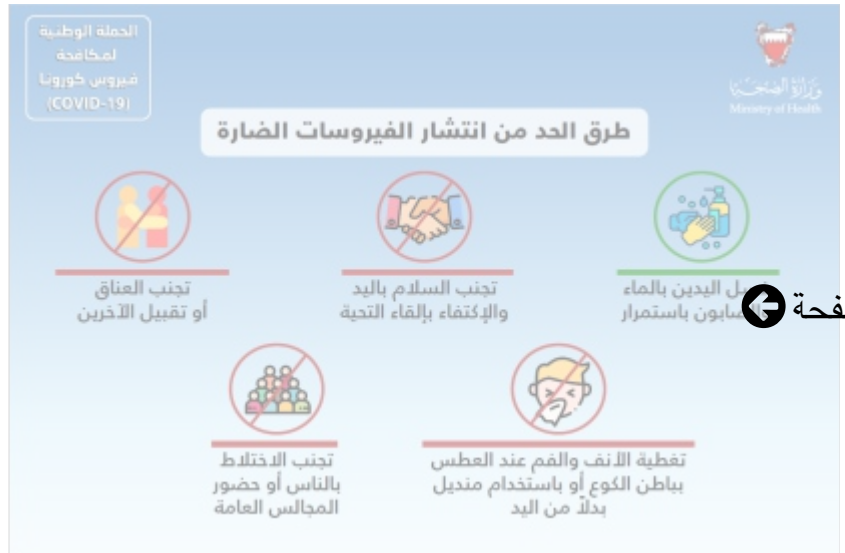 الحملة الوطنية
لمكافحة
فيروس كورونا
(COVID-19)
وزارة الصحة
Ministry of Health
طرق الحد من انتشار الفيروسات الضارة
اليدين بالماء
والصابون باستمرار
تجنب السلام باليد
والإكتفاء بإلقاء التحية
تجنب العناق
أو تقبيل الآخرين
تغطية الأنف والفم عند العطس
بباطن الكوع أو باستخدام منديل
بدلاً من اليد
تجنب الاختلاط
بالناس أو حضور
المجالس العامة